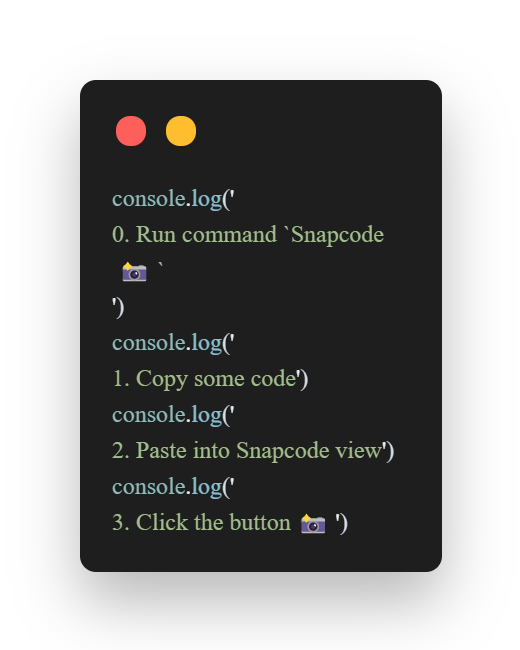 console.log('
0. Run command `Snapcode
📸 `
')
console.log('
1. Copy some code')
console.log('
2. Paste into Snapcode view')
console.log('
3. Click the button 📸 ')